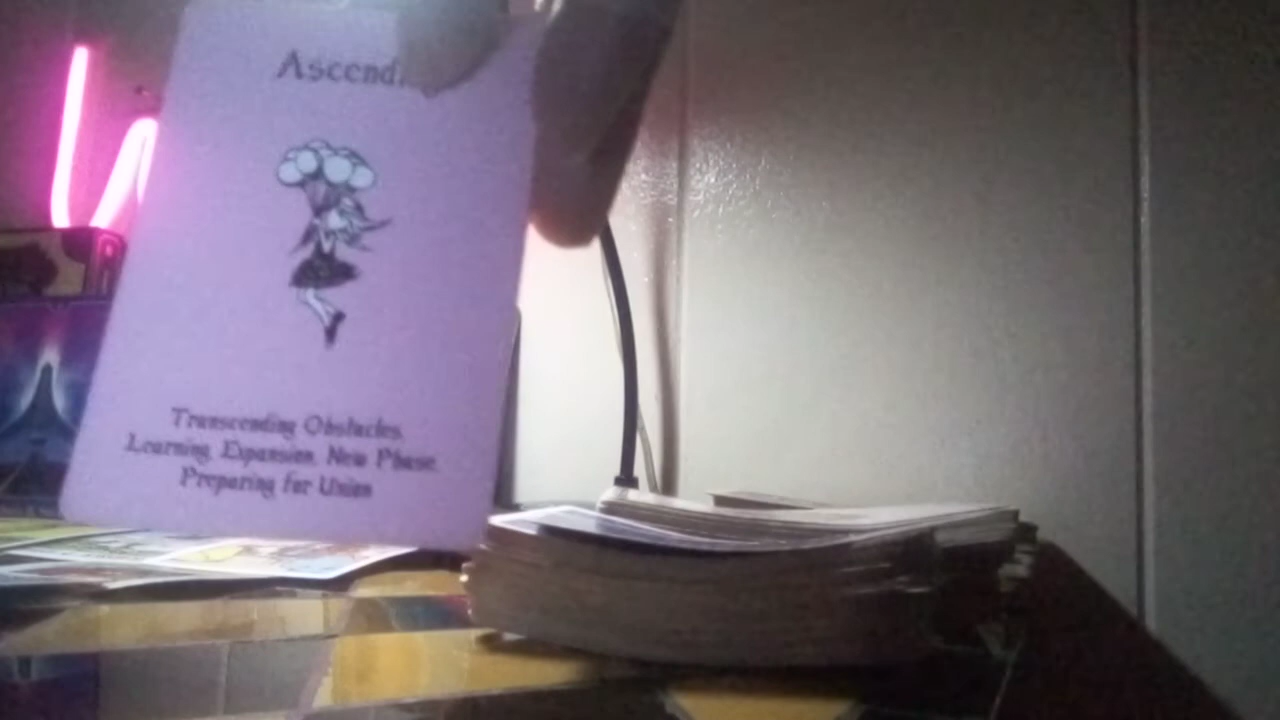 Ascend
Transcending Obstacles,
Learning, Expansion, New Phase,
Preparing for Union